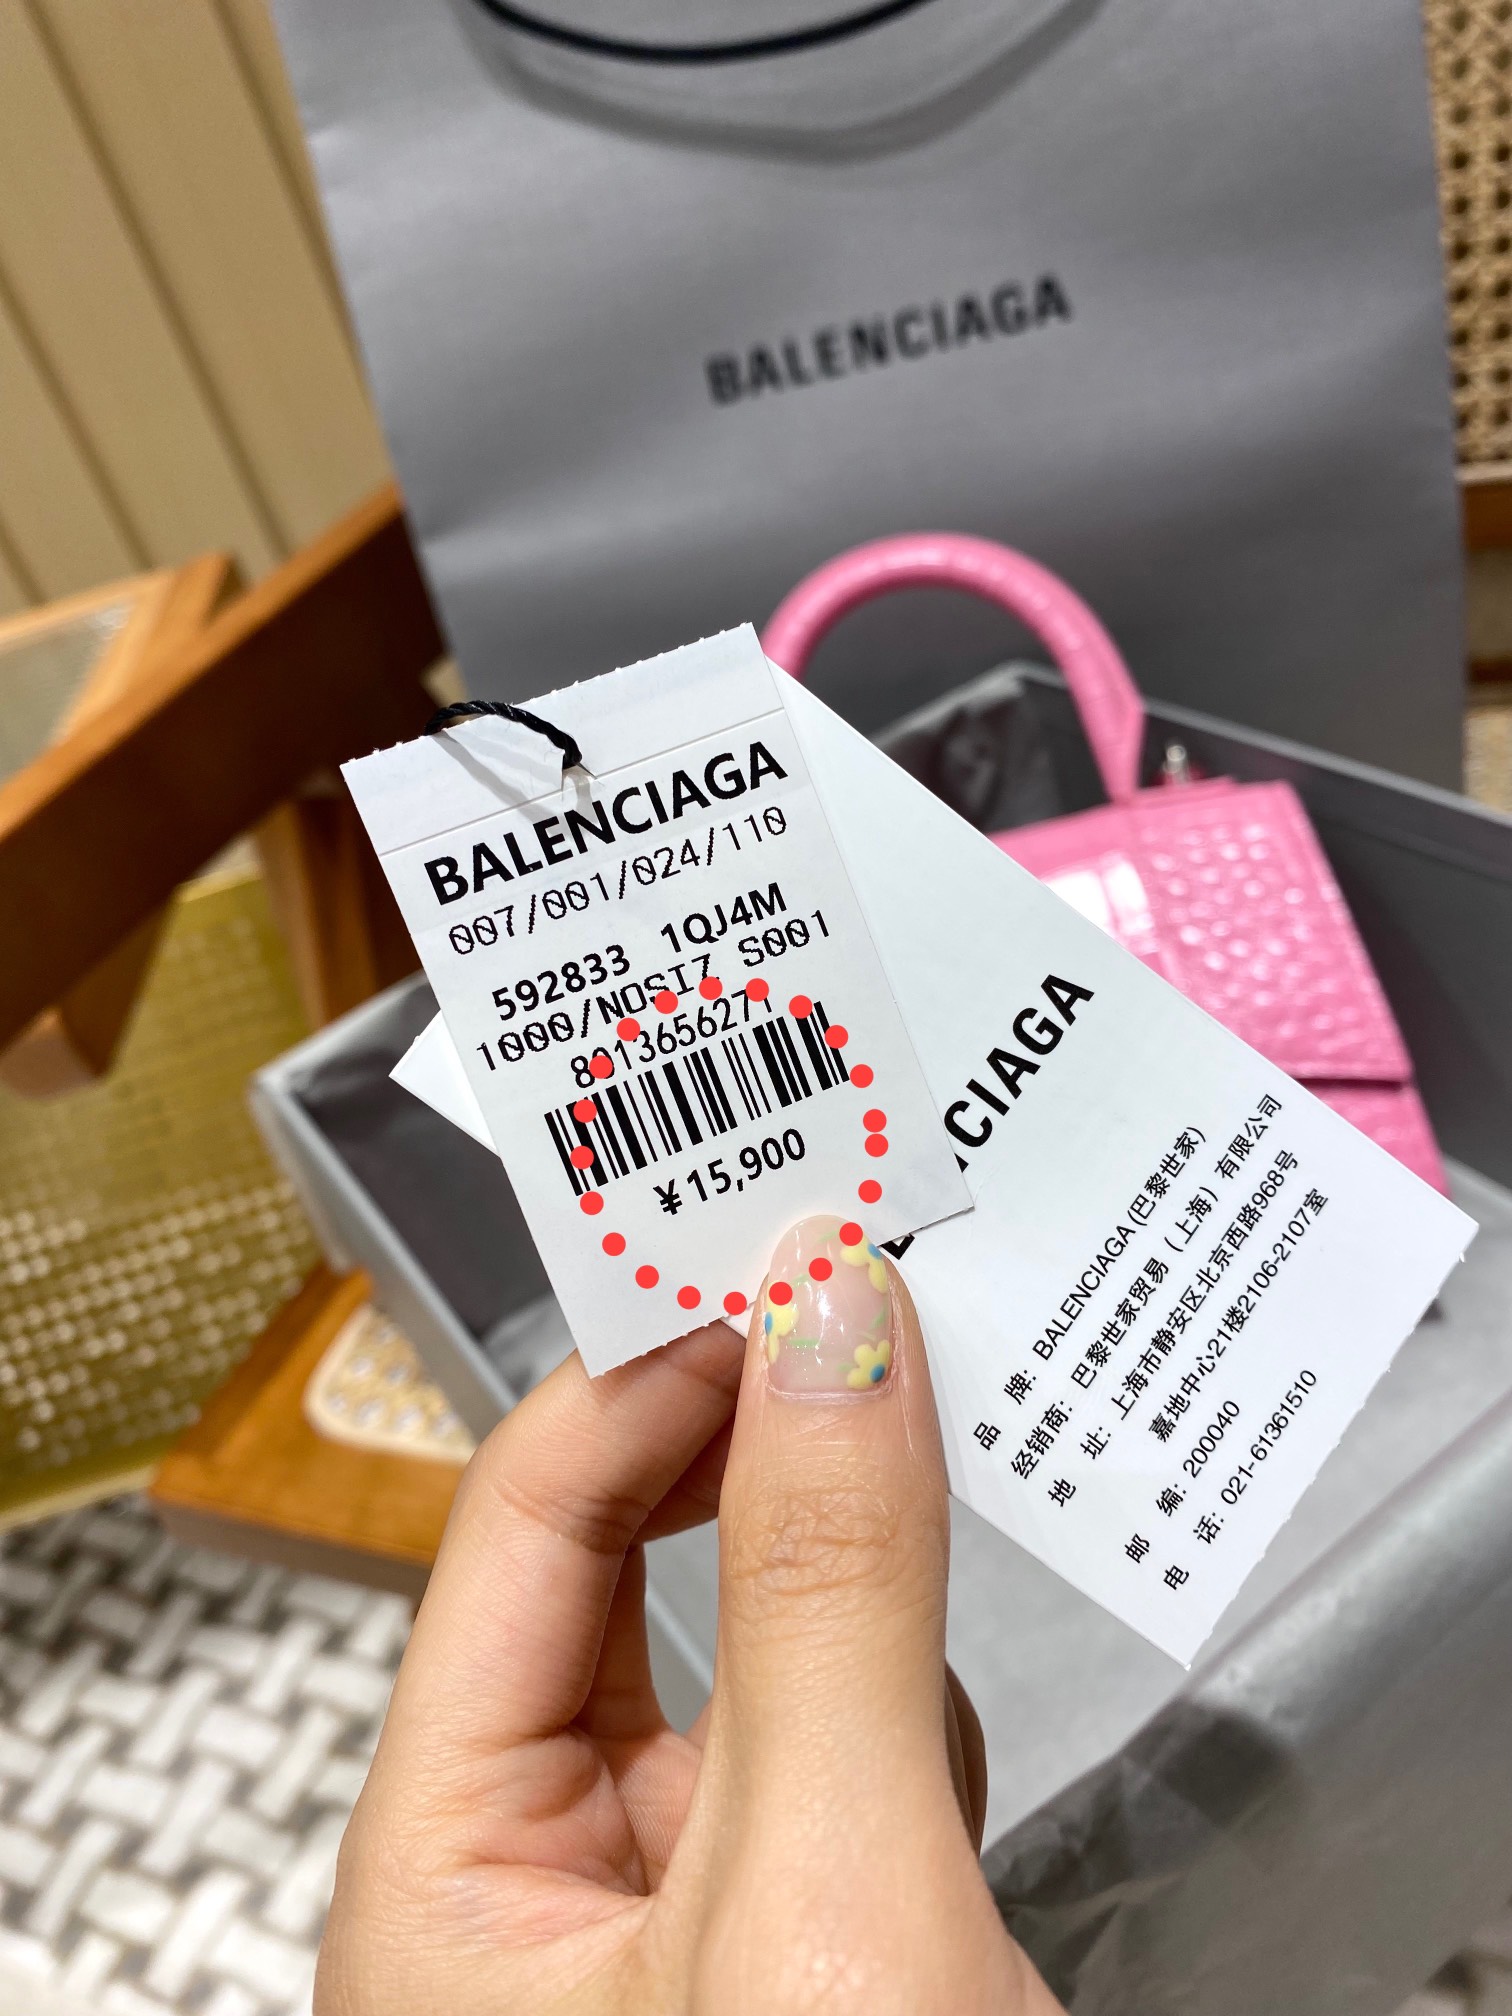 BALENCIAGA
BALENCIAGA
007/001/024/110
592833 1QJ4M
1000/NOSIZ S001
8013656271
¥15,900
CIAGA
品 牌: BALENCIAGA(巴黎世家)
经销商: 巴黎世家贸易(上海)有限公司
地 址: 上海市静安区北京西路968号
嘉地中心21楼2106-2107室
邮 编: 200040
电 话: 021-61361510